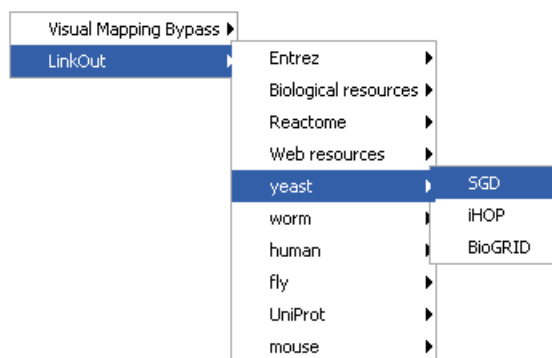 Visual Mapping Bypass
LinkOut
Entrez
Biological resources
Reactome
Web resources
yeast
worm
human
fly
UniProt
mouse
SGD
iHOP
BioGRID